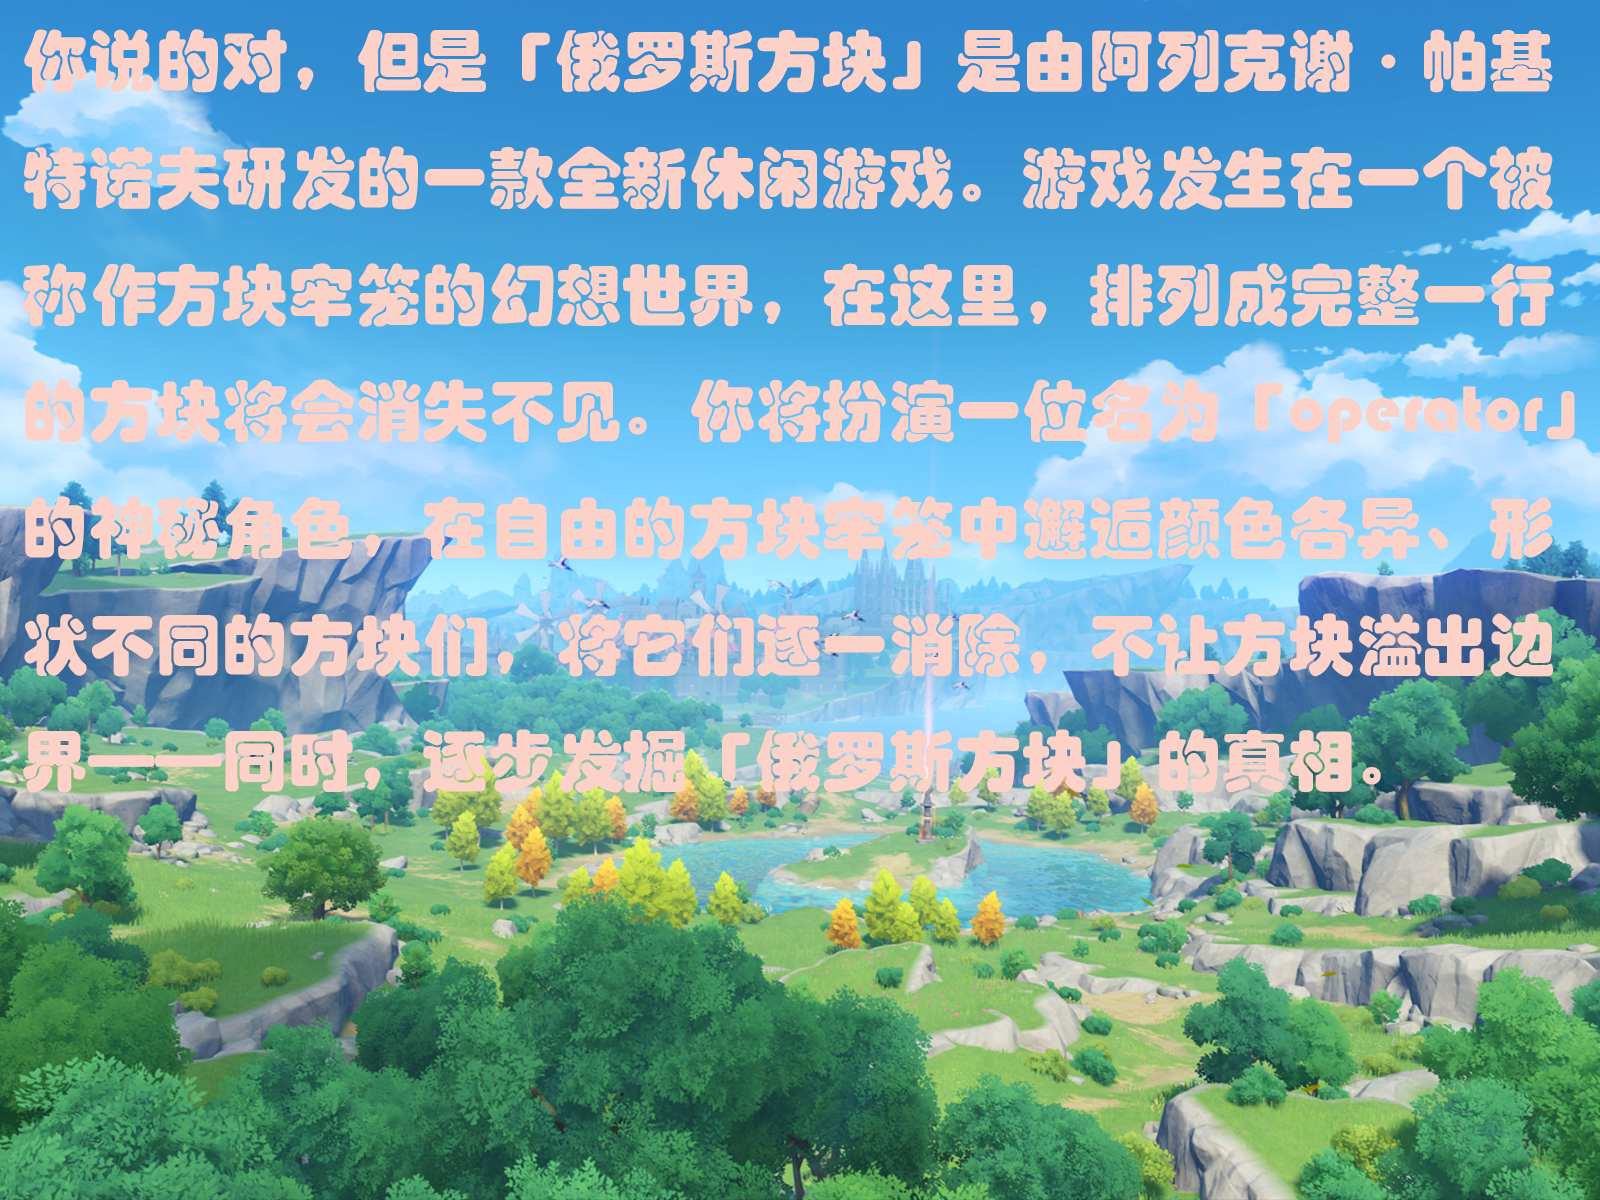 你说的对，但是「俄罗斯方块」是由阿列克谢·帕基
特诺夫研发的一款全新休闲游戏。游戏发生在一个被
称作方块牢笼的幻想世界，在这里，排列成完整一行
的方块将会消失不见。你将扮演一位名为「operator」
的神秘角色，在自由的方块牢笼中邂逅颜色各异、形
状不同的方块们，将它们逐一消除，不让方块溢出边
界——同时，逐步发掘「俄罗斯方块」的真相。